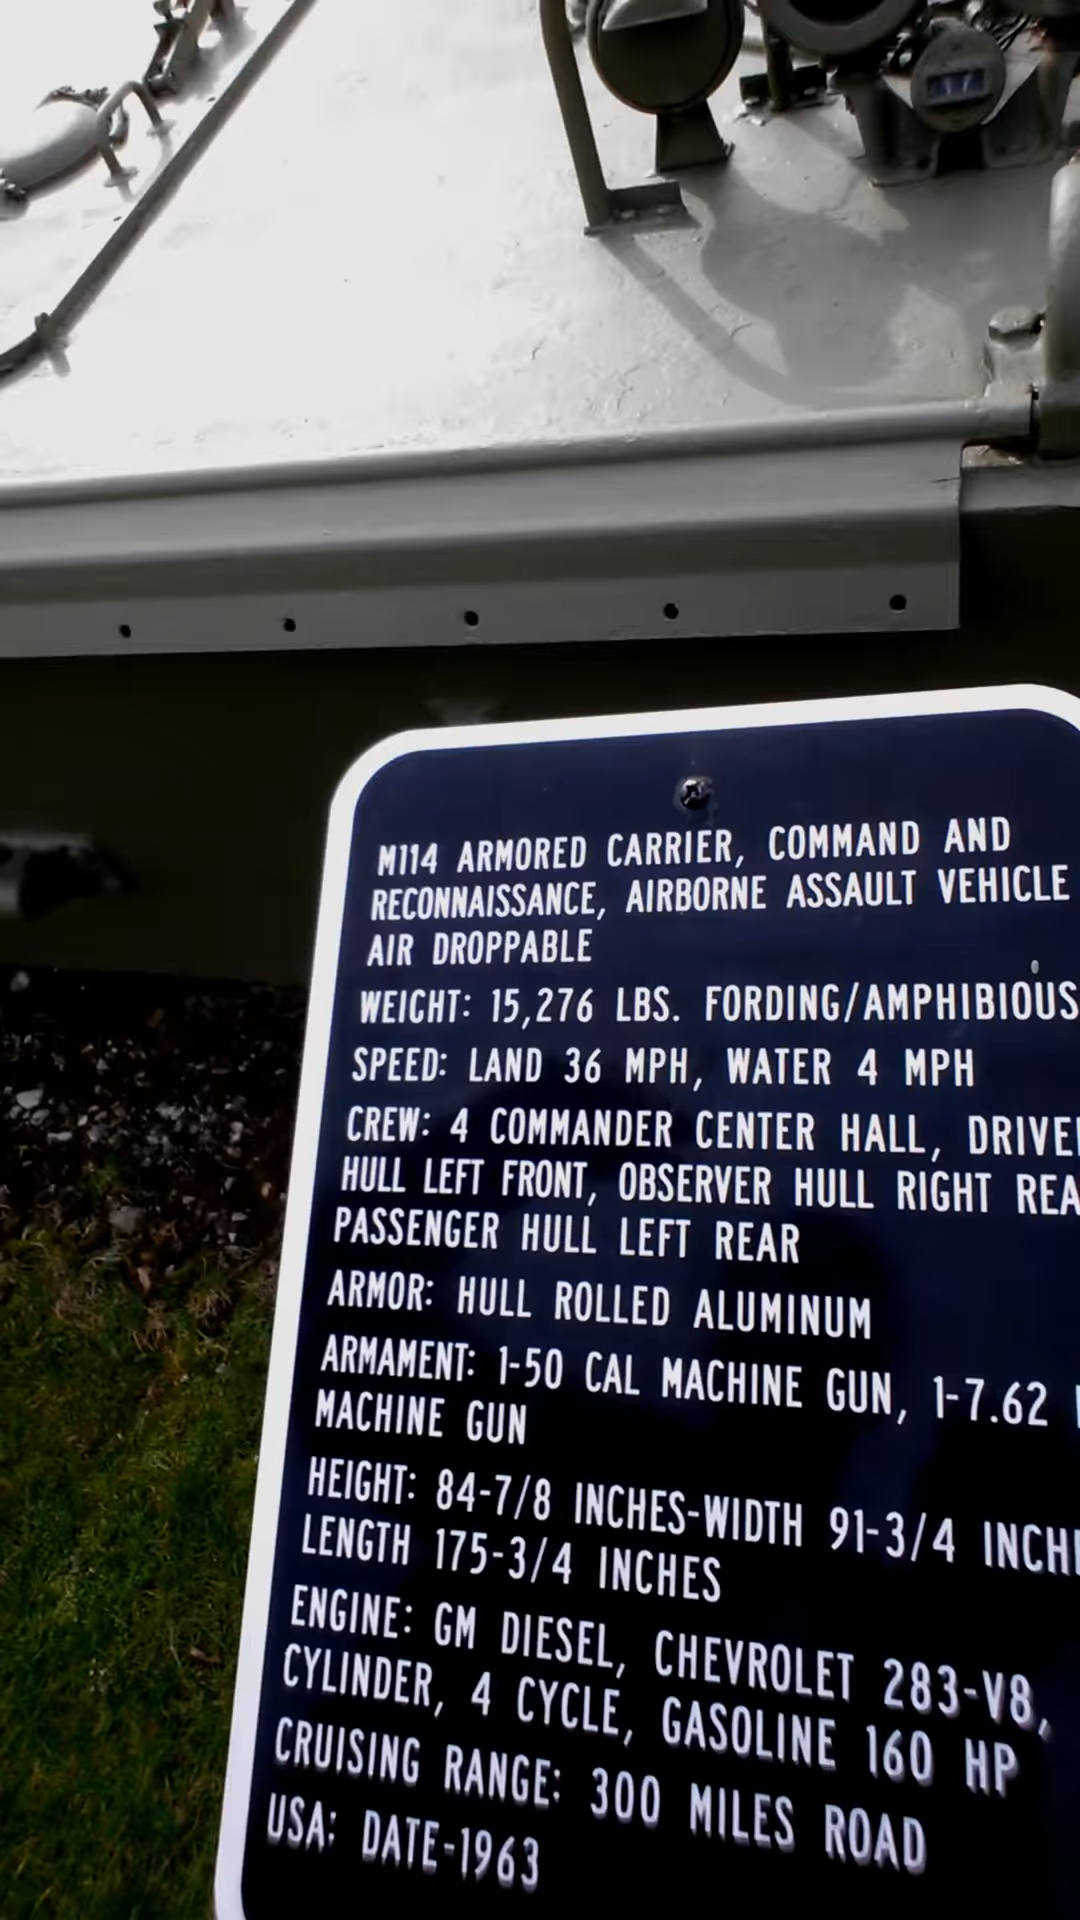 M114 ARMORED CARRIER, COMMAND AND
RECONNAISSANCE, AIRBORNE ASSAULT VEHICLE
AIR DROPPABLE
WEIGHT: 15,276 LBS. FORDING/AMPHIBIOUS
SPEED: LAND 36 MPH, WATER 4 MPH
CREW: 4 COMMANDER CENTER HALL, DRIVE
HULL LEFT FRONT, OBSERVER HULL RIGHT REA
PASSENGER HULL LEFT REAR
ARMOR: HULL ROLLED ALUMINUM
ARMAMENT: 1-50 CAL MACHINE GUN, 1-7.62
MACHINE GUN
HEIGHT: 84-7/8 INCHES-WIDTH 91-3/4 INCH
LENGTH 175-3/4 INCHES
ENGINE: GM DIESEL, CHEVROLET 283-V8,
CYLINDER, 4 CYCLE, GASOLINE 160 HP
CRUISING RANGE: 300 MILES ROAD
USA: DATE-1963